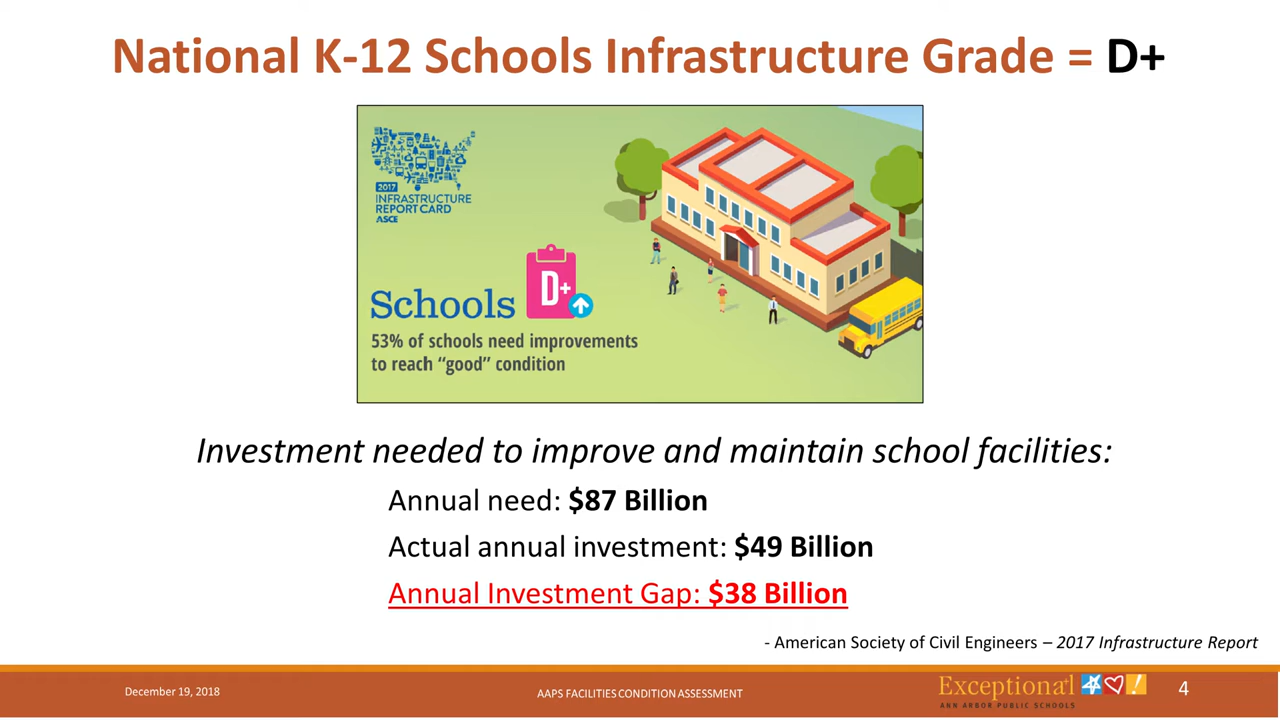 National K-12 Schools Infrastructure Grade = D+
2017
INFRASTRUCTURE
REPORT CARD
ASCE
D+
Schools
53% of schools need improvements
to reach “good” condition
Investment needed to improve and maintain school facilities:
Annual need: $87 Billion
Actual annual investment: $49 Billion
Annual Investment Gap: $38 Billion
- American Society of Civil Engineers – 2017 Infrastructure Report
December 19, 2018
AAPS FACILITIES CONDITION ASSESSMENT
Exceptional
ANN ARBOR PUBLIC SCHOOLS
4